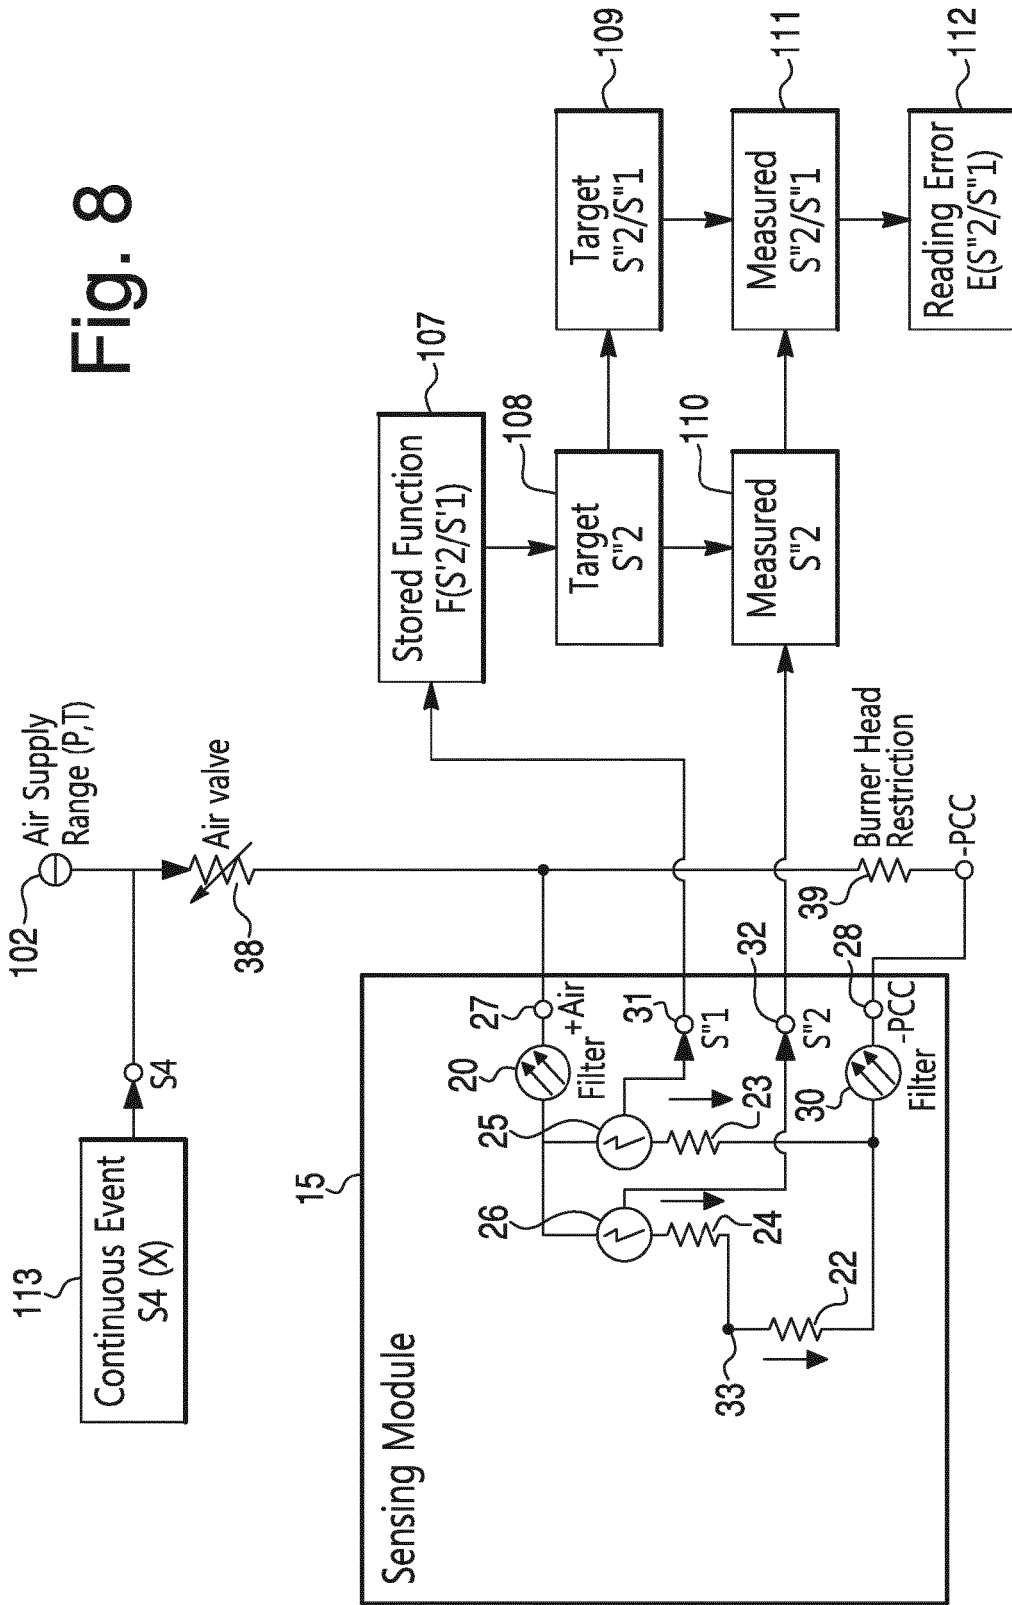 Fig. 8
113
Continuous Event
S4 (X)
S4
102
Air Supply
Range (P,T)
Air valve
38
107
Stored Function
F(S'2/S'1)
108
Target
S"2
109
Target
S"2/S"1
110
Measured
S"2
111
Measured
S"2/S"1
112
Reading Error
E(S"2/S"1)
15
Sensing Module
20
Filter
27
+Air
25
26
31
S"1
32
S"2
23
24
33
22
30
Filter
28
-PCC
39
Burner Head
Restriction
-PCC